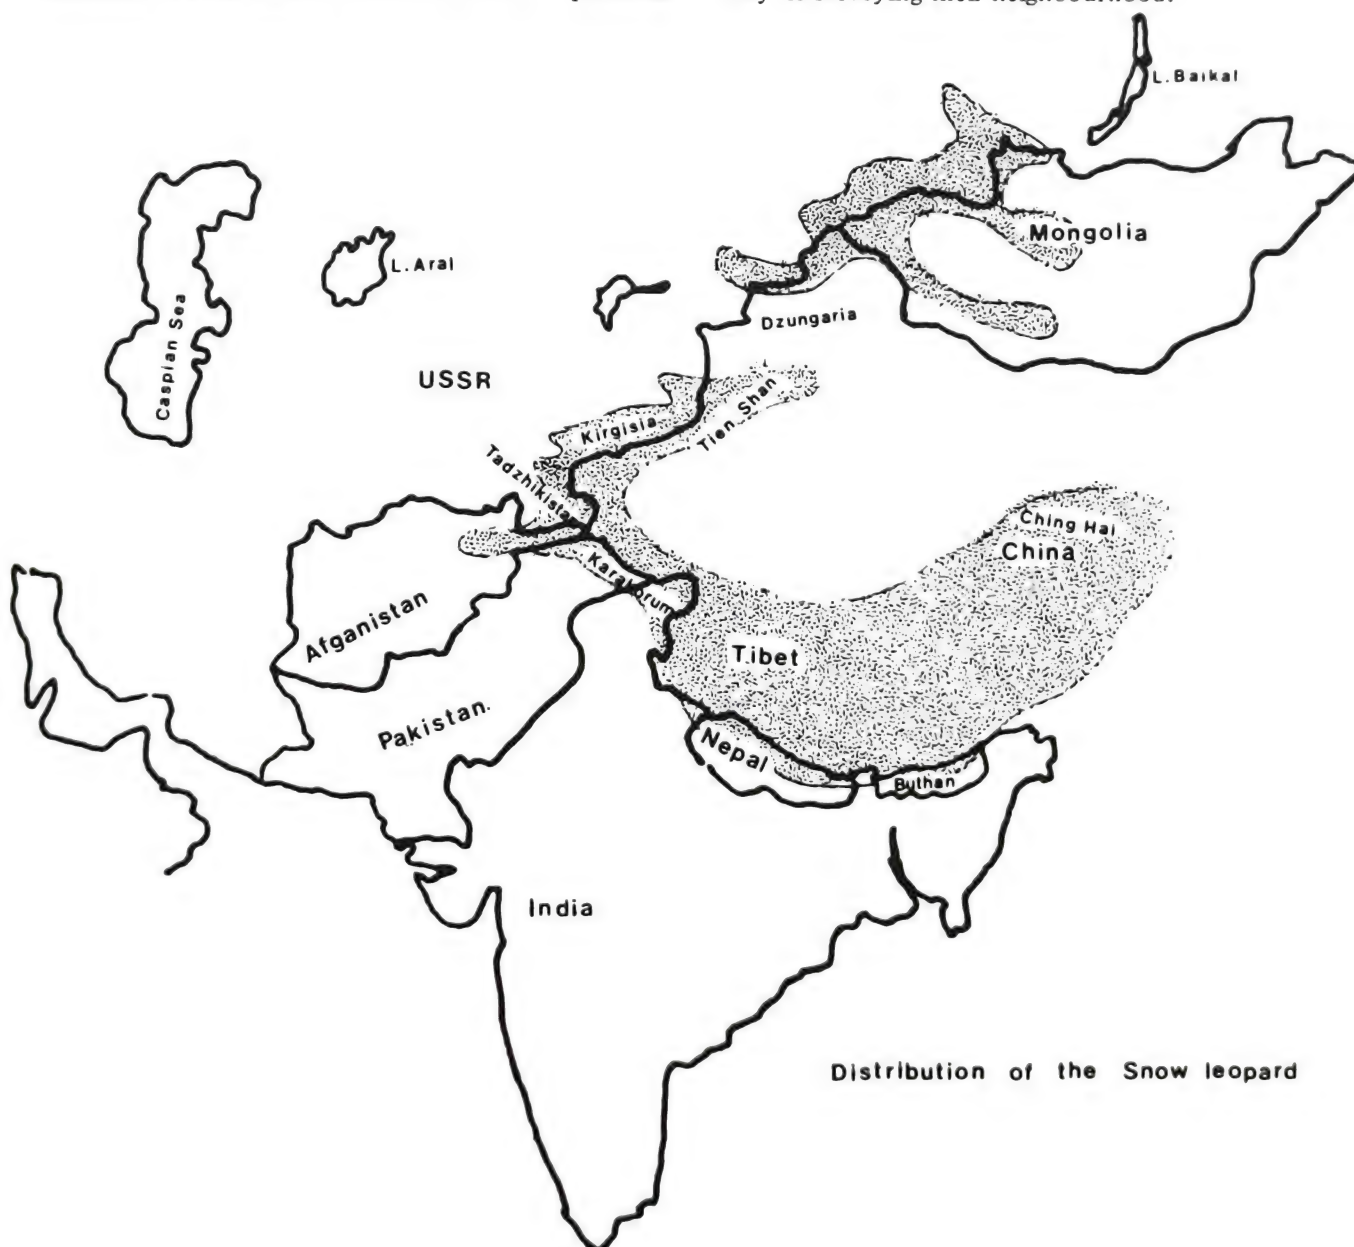 neighbourhood.
L. Baikal
Mongolia
L. Aral
Dzungaria
Caspian Sea
USSR
Tien Shan
Kirgisia
Tadzhikistan
Ching Hai
China
Karakorum
Afganistan
Tibet
Pakistan.
Nepal
Buthan
India
Distribution of the Snow leopard